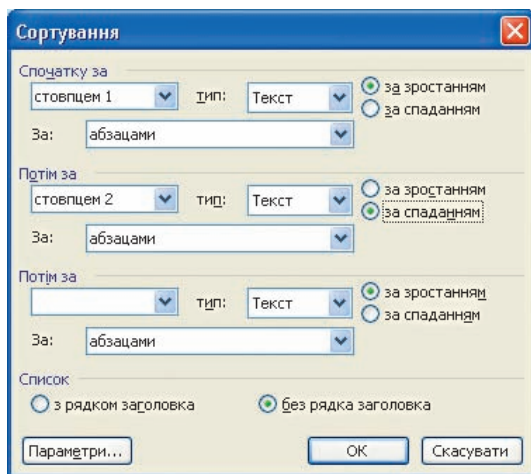 Сортування
Спочатку за
стовпцем 1 тип: Текст за зростанням
за спаданням
За: абзацами
Потім за
стовпцем 2 тип: Текст за зростанням
за спаданням
За: абзацами
Потім за
тип: Текст за зростанням
за спаданням
За: абзацами
Список
з рядком заголовка без рядка заголовка
Параметри... ОК Скасувати